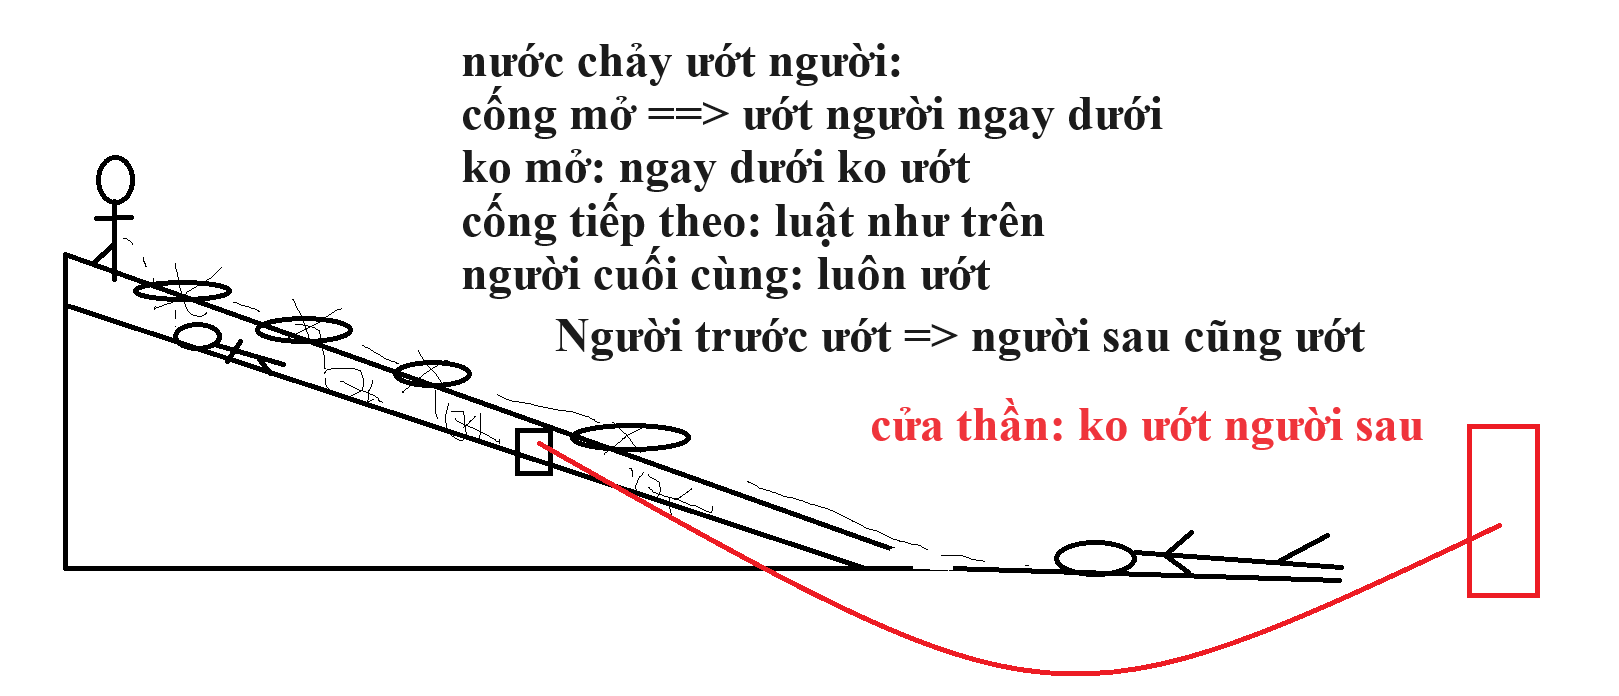 nước chảy ướt người:
cống mở ==> ướt người ngay dưới
ko mở: ngay dưới ko ướt
cống tiếp theo: luật như trên
người cuối cùng: luôn ướt
Người trước ướt => người sau cũng ướt
cửa thần: ko ướt người sau